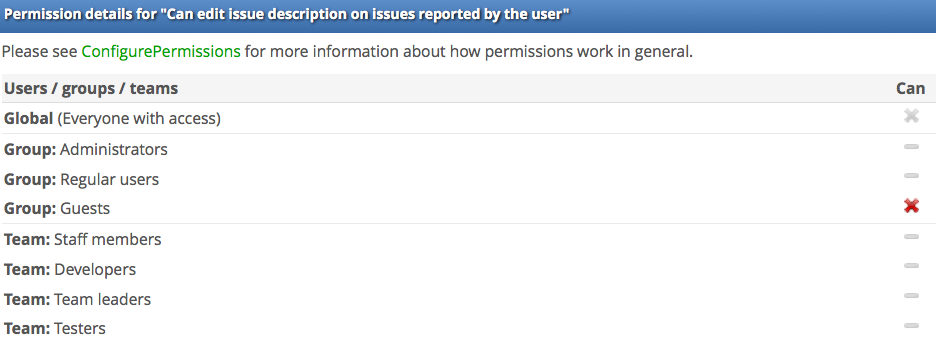 Permission details for "Can edit issue description on issues reported by the user"
Please see ConfigurePermissions for more information about how permissions work in general.
Users / groups / teams Can
Global (Everyone with access)
Group: Administrators
Group: Regular users
Group: Guests
Team: Staff members
Team: Developers
Team: Team leaders
Team: Testers